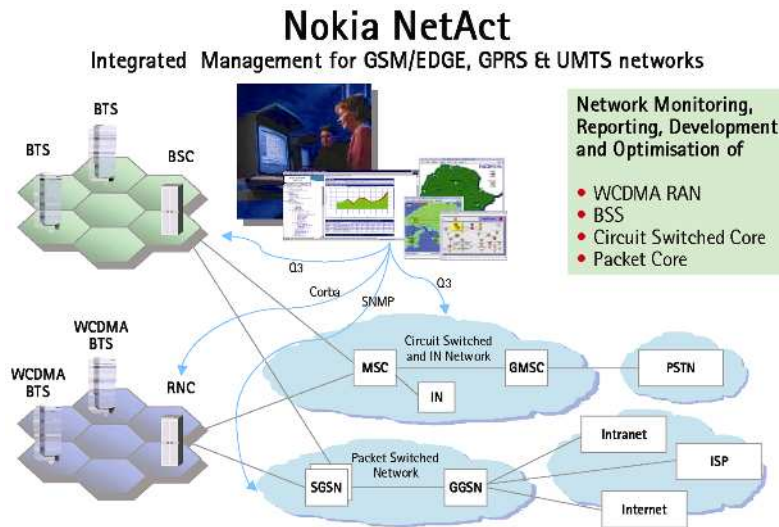 Nokia NetAct
Integrated Management for GSM/EDGE, GPRS & UMTS networks
BTS
BTS
BSC
Network Monitoring,
Reporting, Development
and Optimisation of
• WCDMA RAN
• BSS
• Circuit Switched Core
• Packet Core
Q3
Corba
SNMP
Q3
WCDMA
BTS
WCDMA
BTS
RNC
Circuit Switched
and IN Network
MSC
GMSC
PSTN
IN
Packet Switched
Network
SGSN
GGSN
Intranet
ISP
Internet